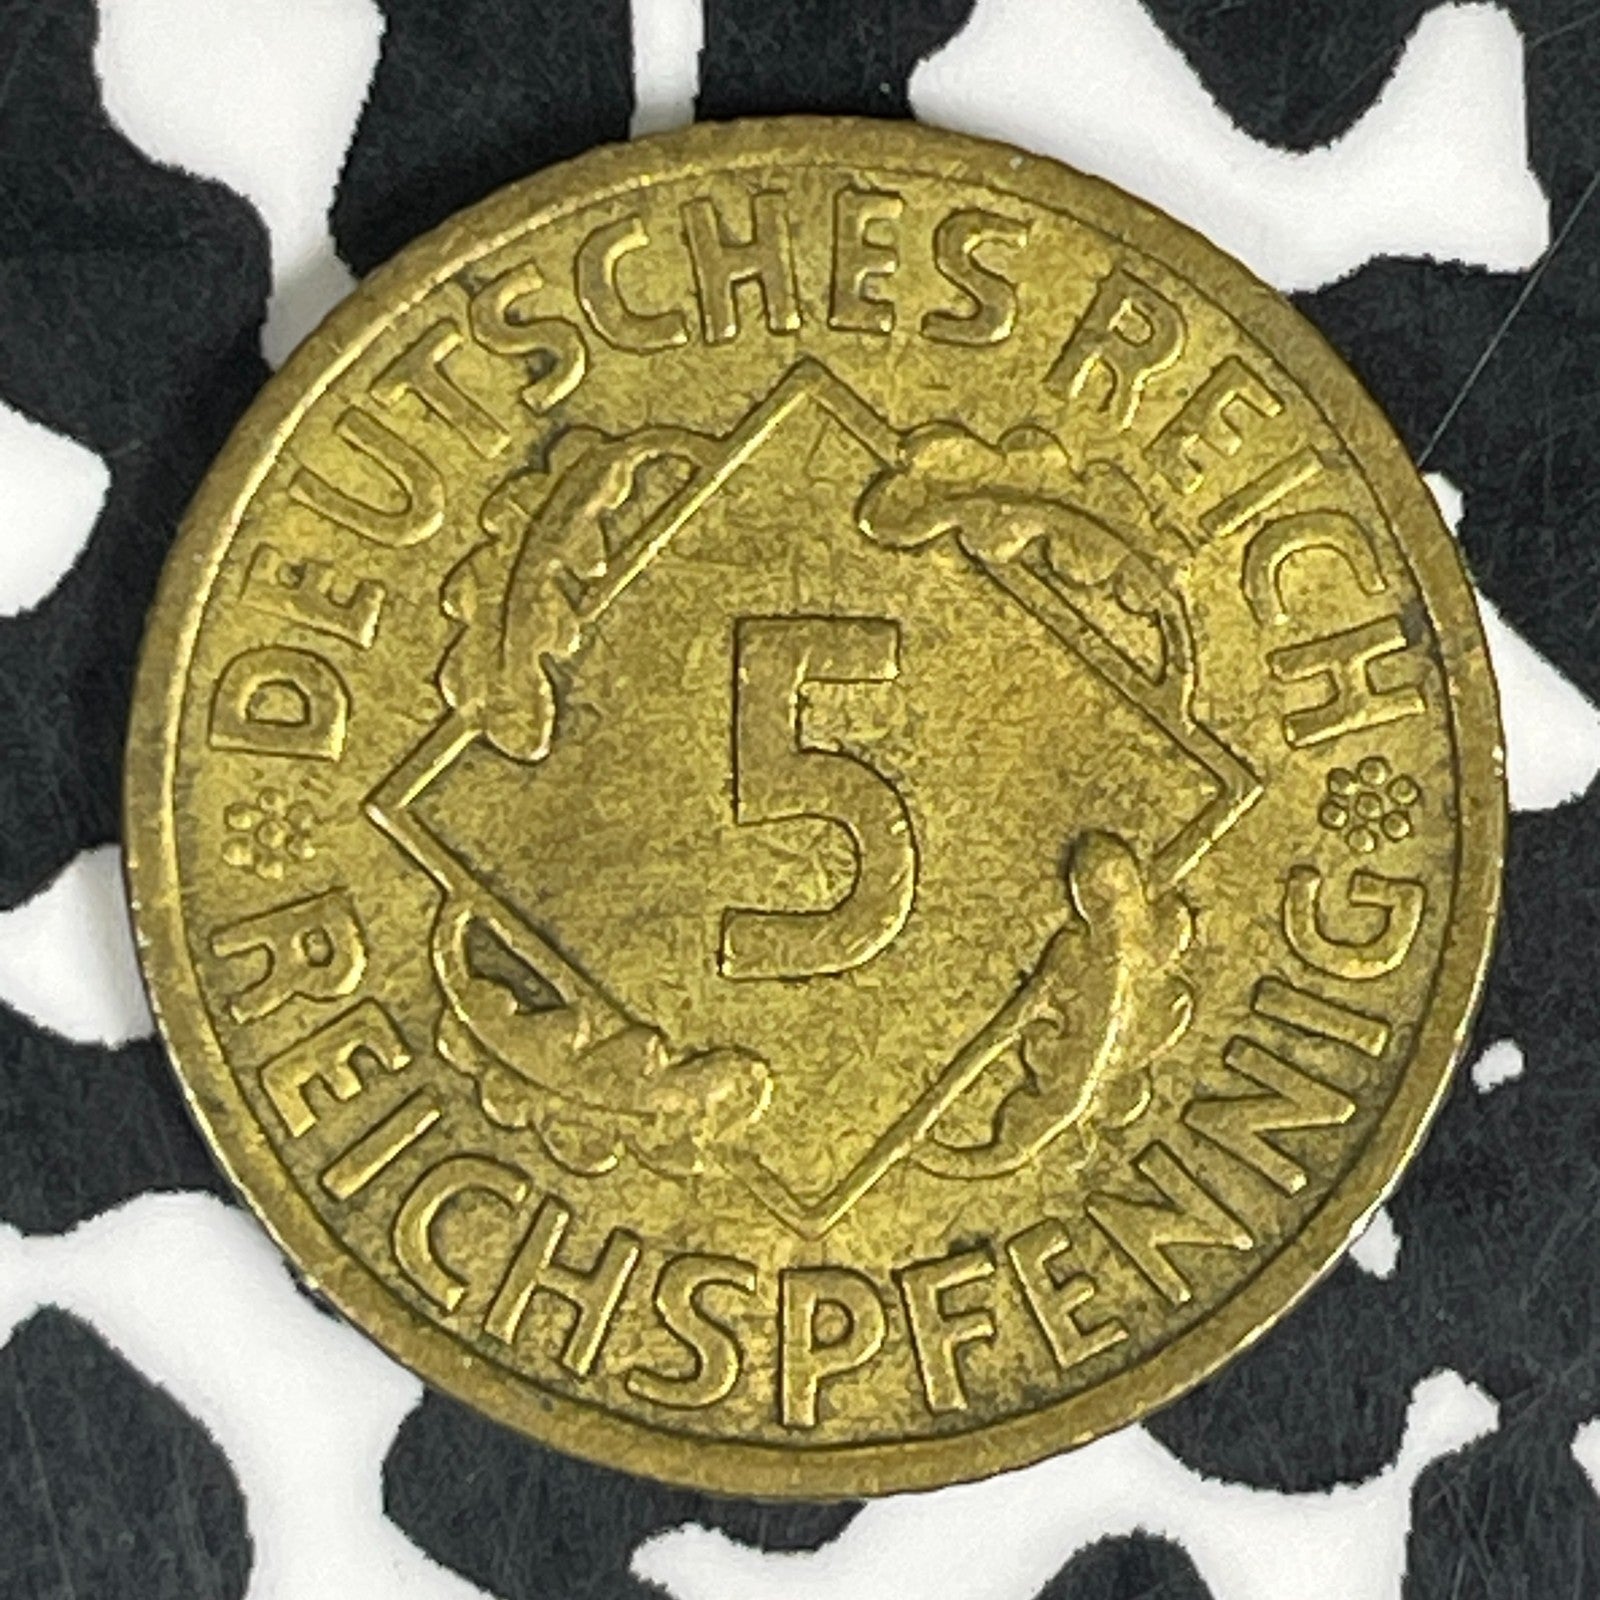 DEUTSCHES REICH
5
REICHSPFENNIG